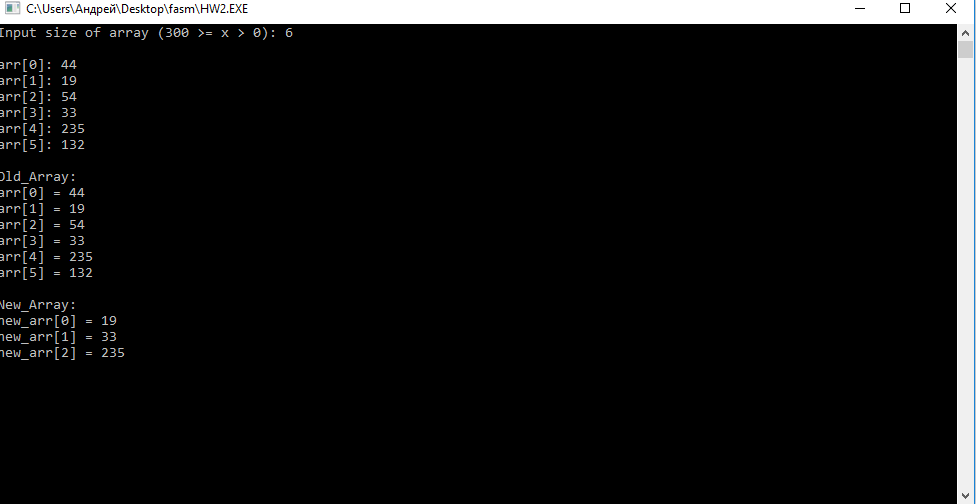 C:\Users\Андрей\Desktop\fasm\HW2.EXE
Input size of array (300 >= x > 0): 6
arr[0]: 44
arr[1]: 19
arr[2]: 54
arr[3]: 33
arr[4]: 235
arr[5]: 132
Old_Array:
arr[0] = 44
arr[1] = 19
arr[2] = 54
arr[3] = 33
arr[4] = 235
arr[5] = 132
New_Array:
new_arr[0] = 19
new_arr[1] = 33
new_arr[2] = 235